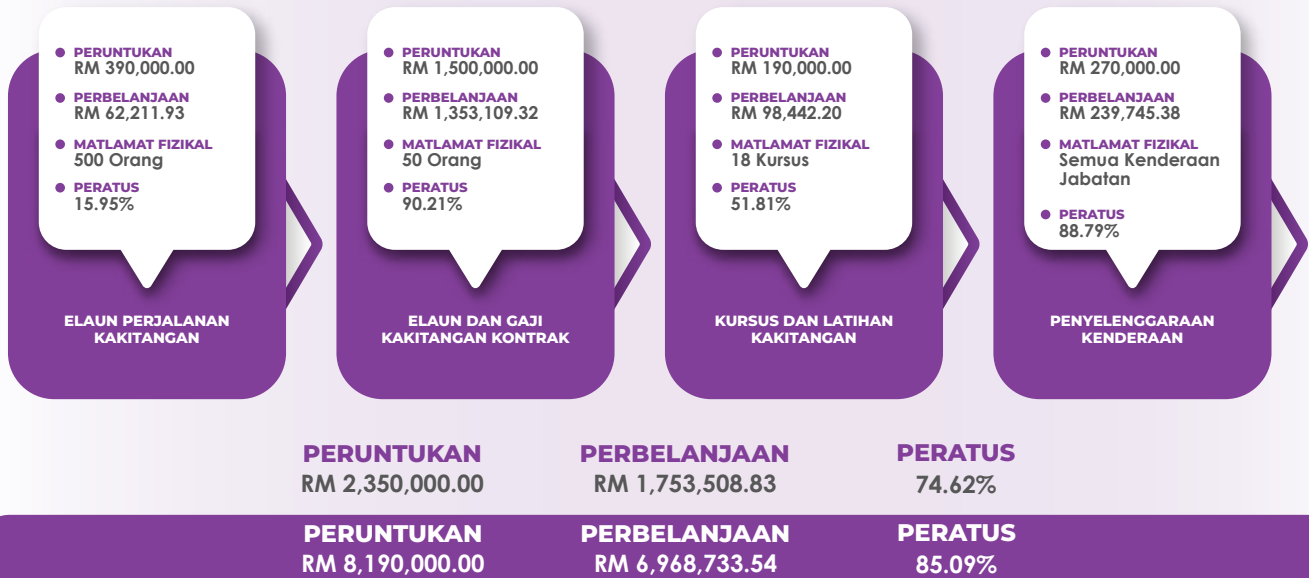 PERUNTUKAN
RM 390,000.00
PERBELANJAAN
RM 62,211.93
MATLAMAT FIZIKAL
500 Orang
PERATUS
15.95%
ELAUN PERJALANAN
KAKITANGAN
PERUNTUKAN
RM 1,500,000.00
PERBELANJAAN
RM 1,353,109.32
MATLAMAT FIZIKAL
50 Orang
PERATUS
90.21%
ELAUN DAN GAJI
KAKITANGAN KONTRAK
PERUNTUKAN
RM 190,000.00
PERBELANJAAN
RM 98,442.20
MATLAMAT FIZIKAL
18 Kursus
PERATUS
51.81%
KURSUS DAN LATIHAN
KAKITANGAN
PERUNTUKAN
RM 270,000.00
PERBELANJAAN
RM 239,745.38
MATLAMAT FIZIKAL
Semua Kenderaan
Jabatan
PERATUS
88.79%
PENYELENGGARAAN
KENDERAAN
PERUNTUKAN PERBELANJAAN PERATUS
RM 2,350,000.00 RM 1,753,508.83 74.62%
PERUNTUKAN PERBELANJAAN PERATUS
RM 8,190,000.00 RM 6,968,733.54 85.09%